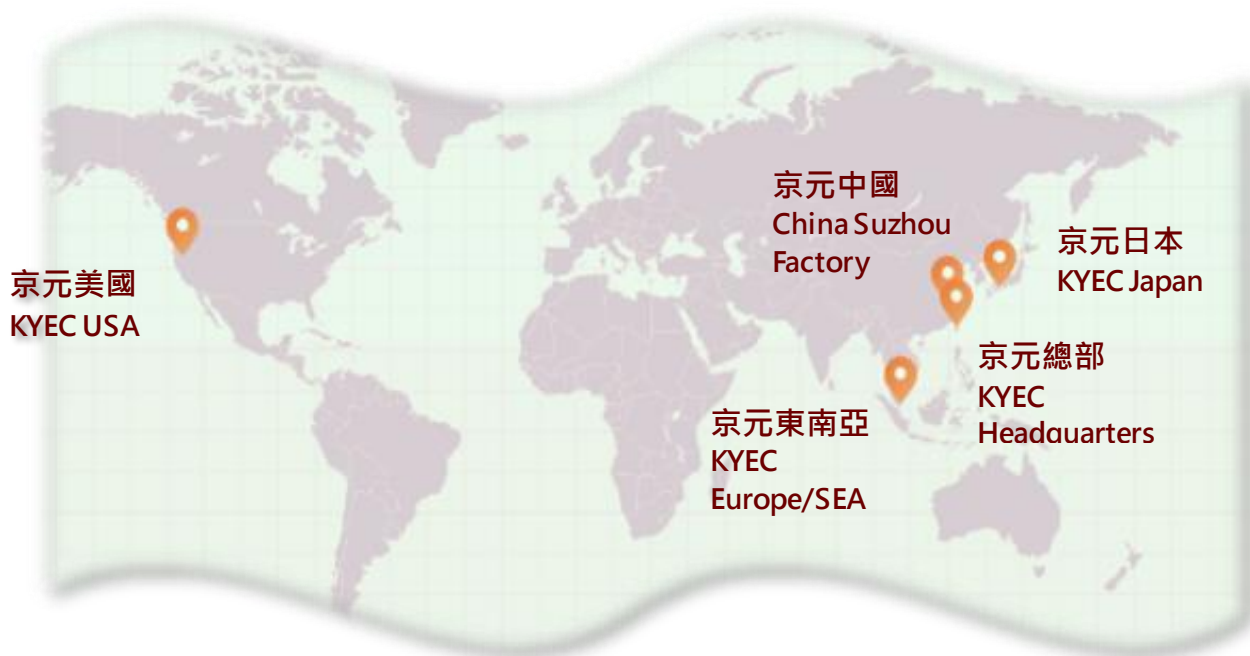 京元美國
KYEC USA
京元中國
China Suzhou
Factory
京元日本
KYEC Japan
京元總部
KYEC
Headquarters
京元東南亞
KYEC
Europe/SEA